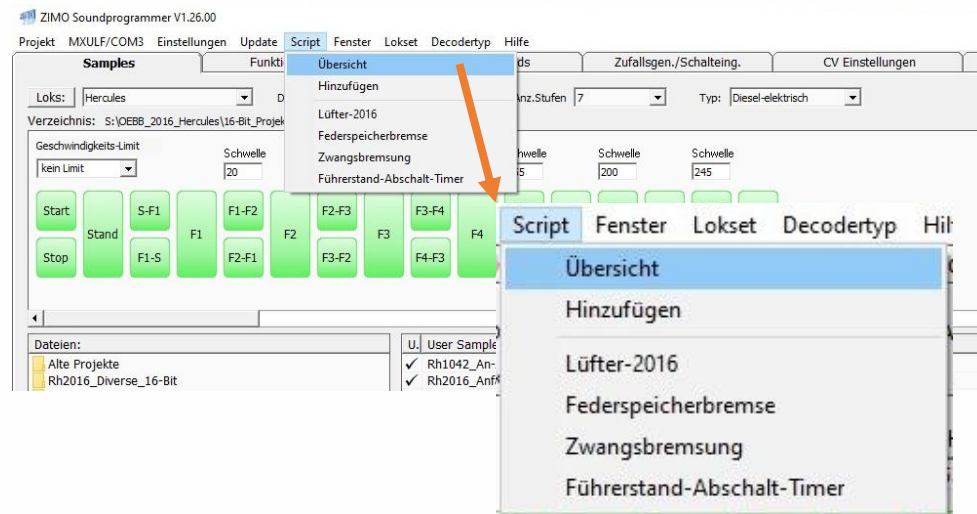 ZIMO Soundprogrammer V1.26.00
Projekt MXULF/COM3 Einstellungen Update Script Fenster Lokset Decodertyp Hilfe
Samples Zufallsgen./Schalteing. CV Einstellungen
Übersicht
Hinzufügen
Lüfter-2016
Federspeicherbremse
Zwangsbremsung
Führerstand-Abschalt-Timer
Loks: Hercules Anz.Stufen 7 Typ: Diesel-elektrisch
Verzeichnis: S:\OEBB_2016_Hercules\16-Bit_Projek
Geschwindigkeits-Limit
kein Limit
Schwelle Schwelle Schwelle
20 200 245
Start S-F1 F1-F2 F2-F3 F3-F4
Stand F1 F2 F3 F4
Stop F1-S F2-F1 F3-F2 F4-F3
Script Fenster Lokset Decodertyp
Übersicht
Hinzufügen
Lüfter-2016
Federspeicherbremse
Zwangsbremsung
Führerstand-Abschalt-Timer
Dateien:
Alte Projekte
Rh2016_Diverse_16-Bit
U. User Sample
Rh1042_An-
Rh2016_Anf